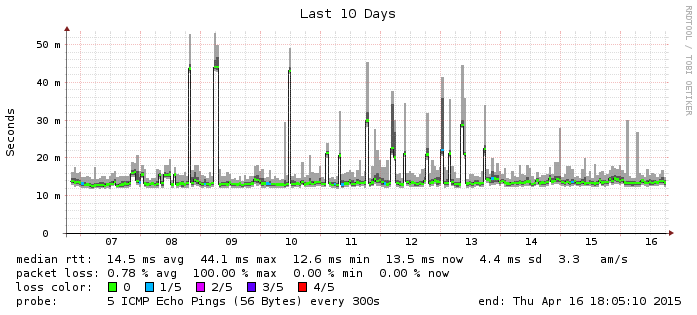 Last 10 Days
RRDTOOL / TOBI OETIKER
Seconds
50 m
40 m
30 m
20 m
10 m
0
07 08 09 10 11 12 13 14 15 16
median rtt: 14.5 ms avg 44.1 ms max 12.6 ms min 13.5 ms now 4.4 ms sd 3.3 am/s
packet loss: 0.78 % avg 100.00 % max 0.00 % min 0.00 % now
loss color: 0 1/5 2/5 3/5 4/5
probe: 5 ICMP Echo Pings (56 Bytes) every 300s end: Thu Apr 16 18:05:10 2015